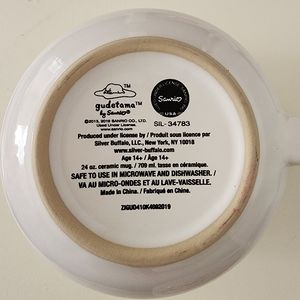 gudetama™
by Sanrio®
©2013, 2018 SANRIO CO., LTD.
Used Under License.
www.sanrio.com
Sanrio
USA
SIL- 34783
Produced under license by / Produit sous licence par
Silver Buffalo, LLC., New York, NY
10018
www.silver-buffalo.com
Age 14+ / Âge 14+
24 oz. ceramic mug. / 709 ml. tasse en céramique.
SAFE TO USE IN MICROWAVE AND DISHWASHER. /
VA AU MICRO-ONDES ET AU LAVE-VAISSELLE.
Made in China. / Fabriqué en Chine.
ZIGUD410K4082019